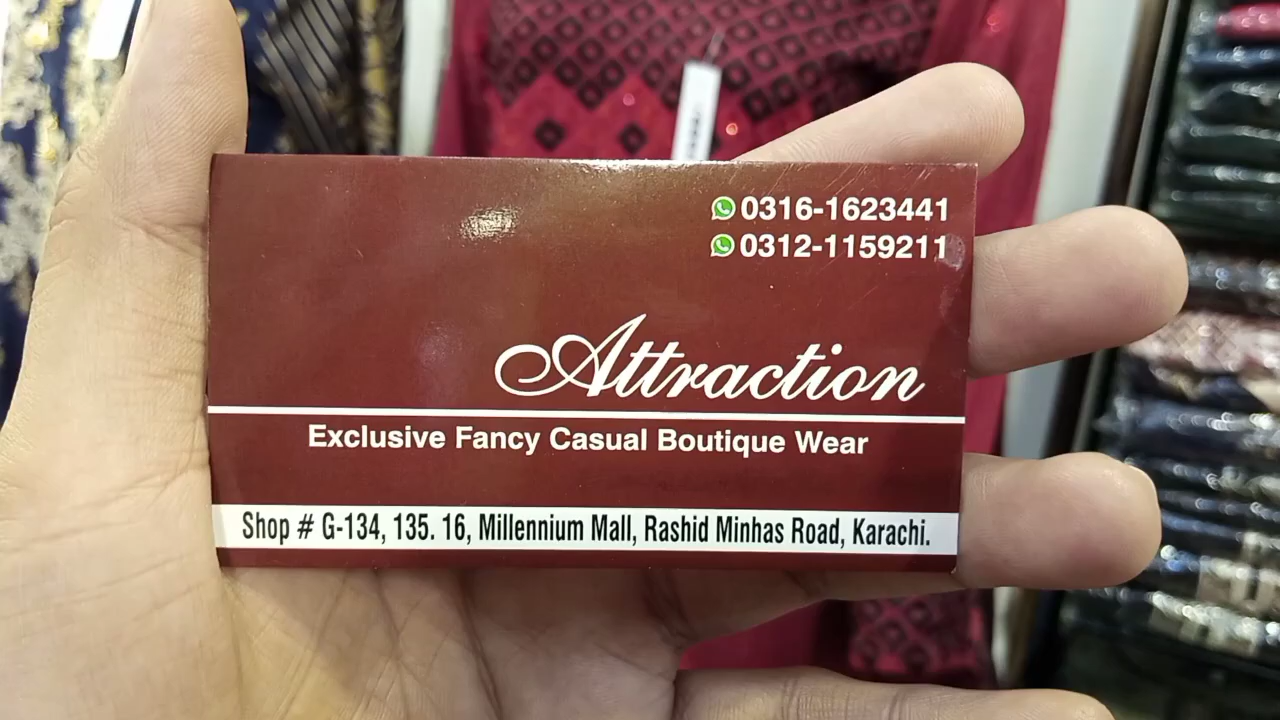 0316-1623441
0312-1159211
Attraction
Exclusive Fancy Casual Boutique Wear
Shop # G-134, 135. 16, Millennium Mall, Rashid Minhas Road, Karachi.